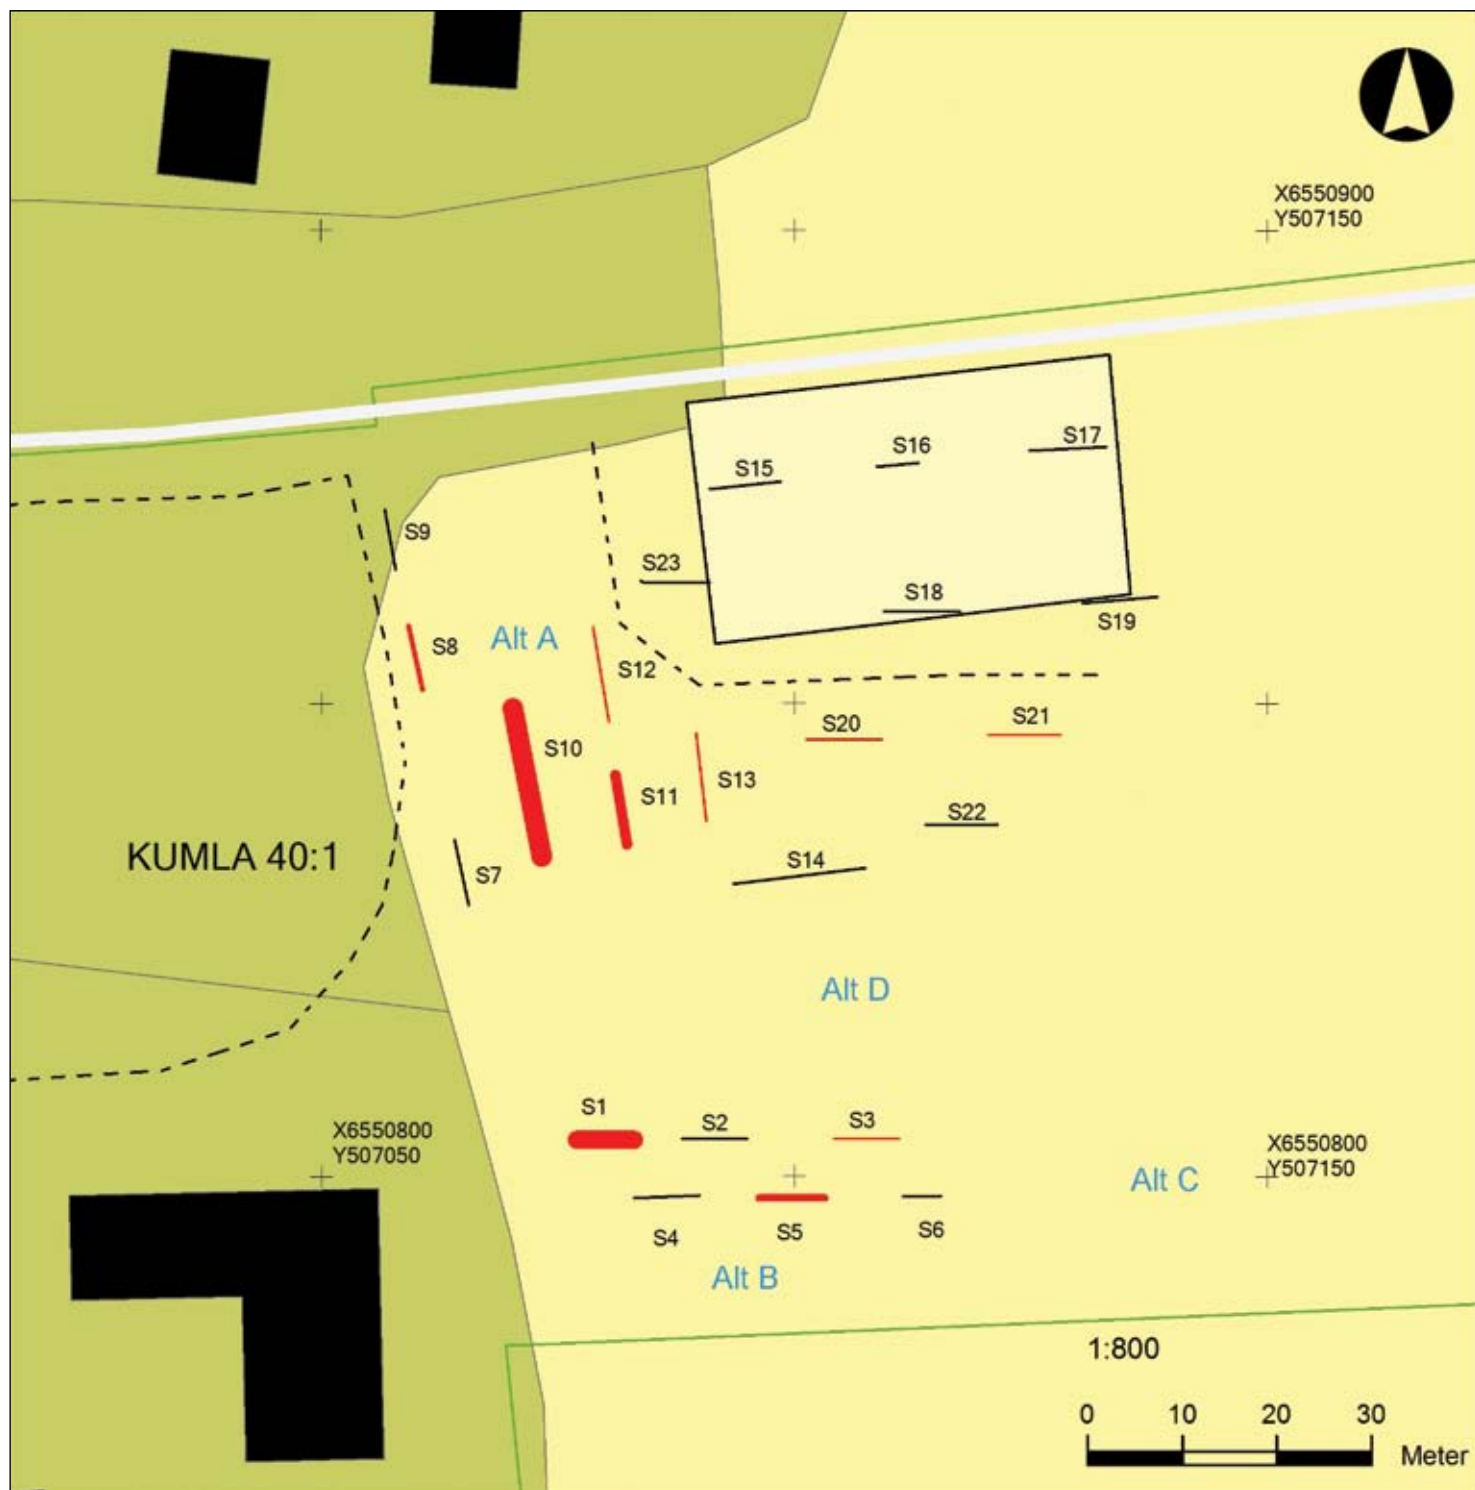 X6550900
Y507150
S17
S16
S15
S9
S23
S18
S19
Alt A
S8
S12
S21
S20
S10
S13
S11
S22
KUMLA 40:1
S14
S7
Alt D
S1
S2
S3
X6550800
Y507050
X6550800
Y507150
Alt C
S4
S5
S6
Alt B
1:800
0 10 20 30
Meter